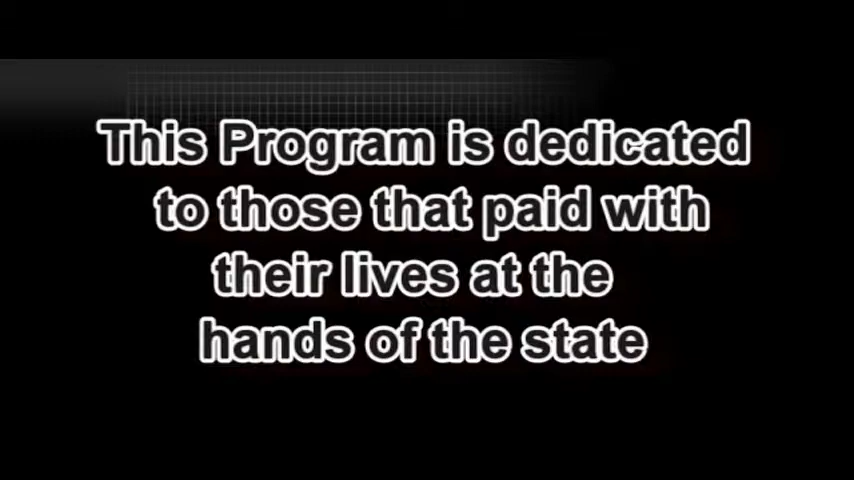 This Program is dedicated
to those that paid with
their lives at the
hands of the state